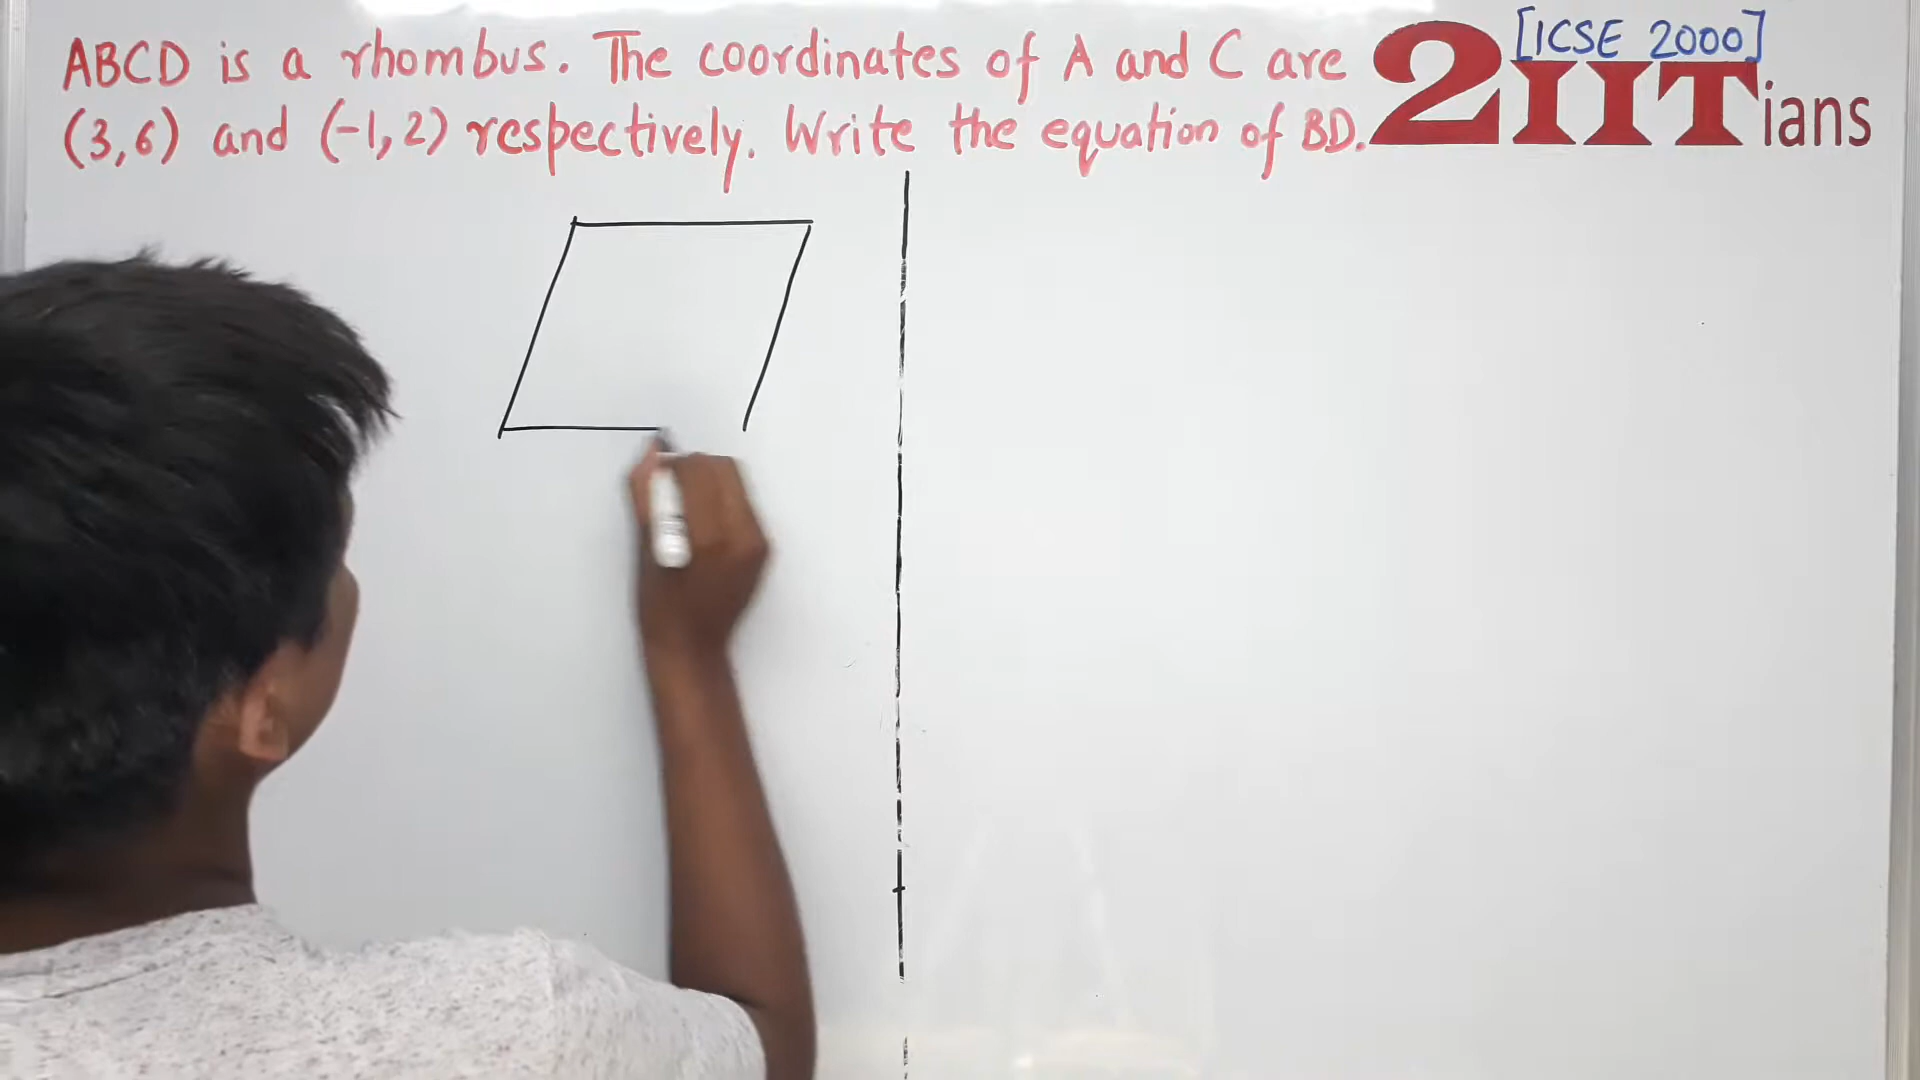 ABCD is a rhombus. The coordinates of A and C are
(3,6) and (-1,2) respectively. Write the equation of BD.
[ICSE 2000]
2IITians